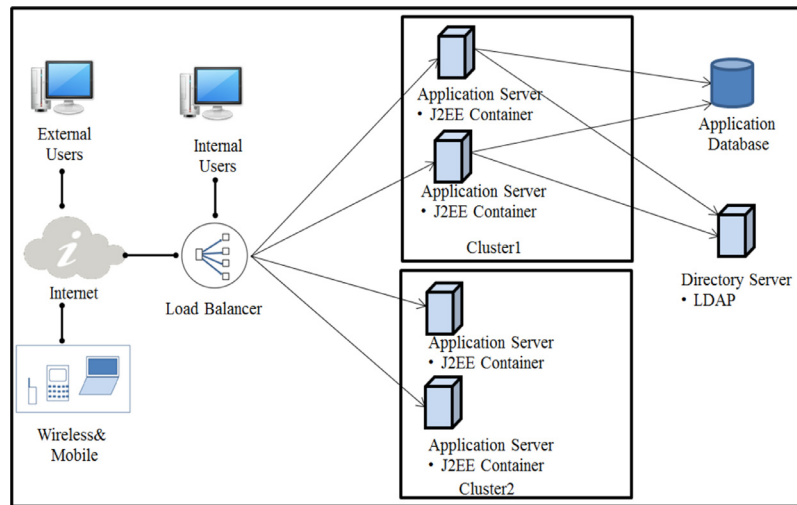 External
Users
Internal
Users
Internet
Load Balancer
Wireless&
Mobile
Application Server
• J2EE Container
Application Server
• J2EE Container
Cluster1
Application Server
• J2EE Container
Application Server
• J2EE Container
Cluster2
Application
Database
Directory Server
• LDAP